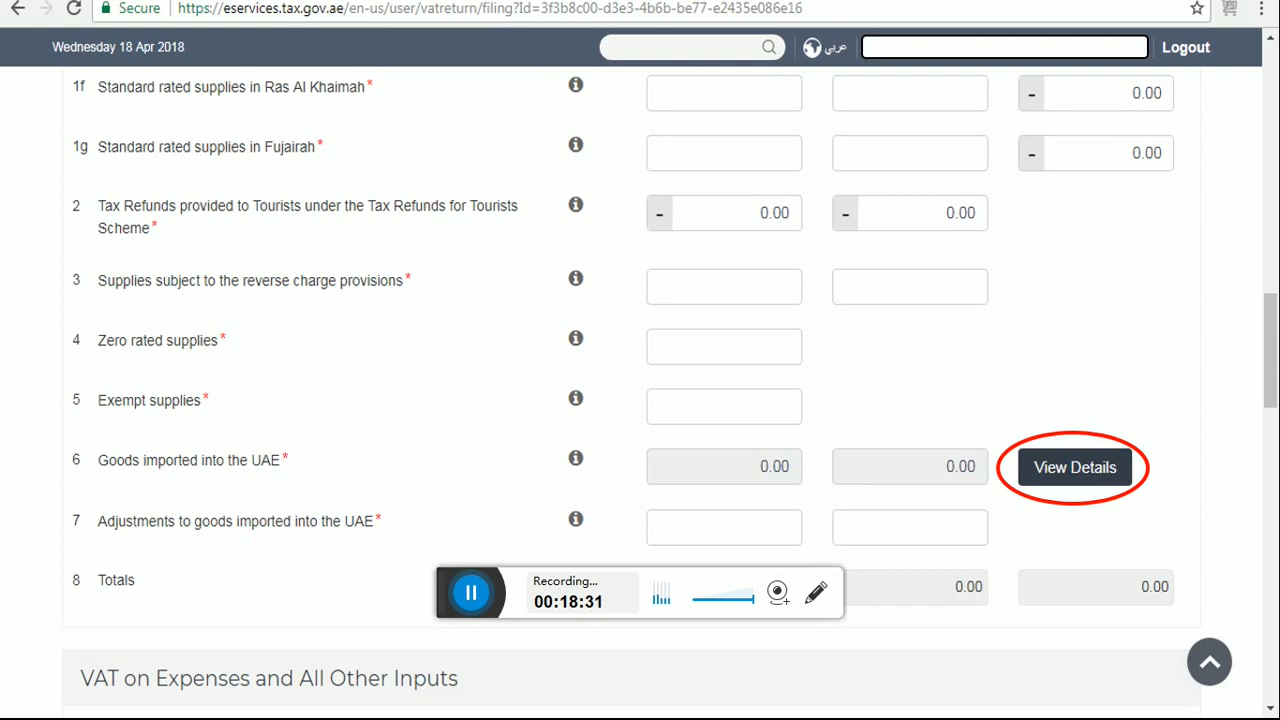 Secure https://eservices.tax.gov.ae/en-us/user/vatreturn/filing?Id=3f3b8c00-d3e3-4b6b-be77-e2435e086e16
Wednesday 18 Apr 2018 عربي Logout
1f Standard rated supplies in Ras Al Khaimah* - 0.00
1g Standard rated supplies in Fujairah* - 0.00
2 Tax Refunds provided to Tourists under the Tax Refunds for Tourists - 0.00 - 0.00
Scheme*
3 Supplies subject to the reverse charge provisions*
4 Zero rated supplies*
5 Exempt supplies*
6 Goods imported into the UAE* 0.00 0.00 View Details
7 Adjustments to goods imported into the UAE*
8 Totals 0.00 0.00
Recording...
00:18:31
VAT on Expenses and All Other Inputs